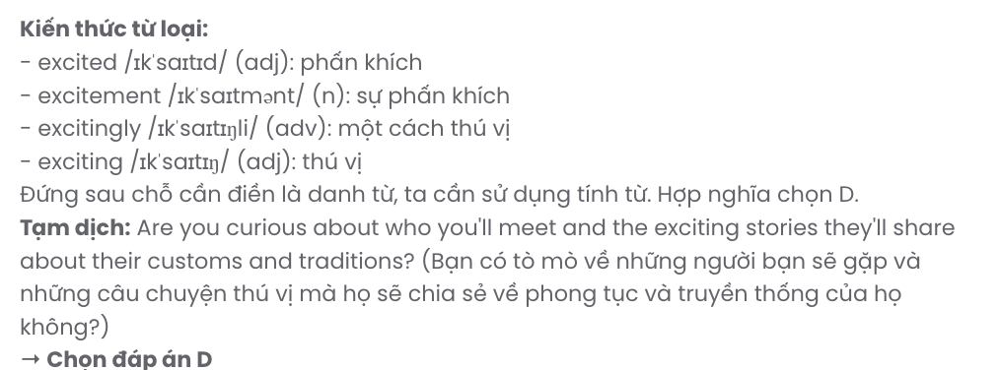 Kiến thức từ loại:
- excited /ɪkˈsaɪtɪd/ (adj): phấn khích
- excitement /ɪkˈsaɪtmənt/ (n): sự phấn khích
- excitingly /ɪkˈsaɪtɪŋli/ (adv): một cách thú vị
- exciting /ɪkˈsaɪtɪŋ/ (adj): thú vị
Đứng sau chỗ cần điền là danh từ, ta cần sử dụng tính từ. Hợp nghĩa chọn D.
Tạm dịch: Are you curious about who you'll meet and the exciting stories they'll share
about their customs and traditions? (Bạn có tò mò về những người bạn sẽ gặp và
những câu chuyện thú vị mà họ sẽ chia sẻ về phong tục và truyền thống của họ
không?)
→ Chọn đáp án D